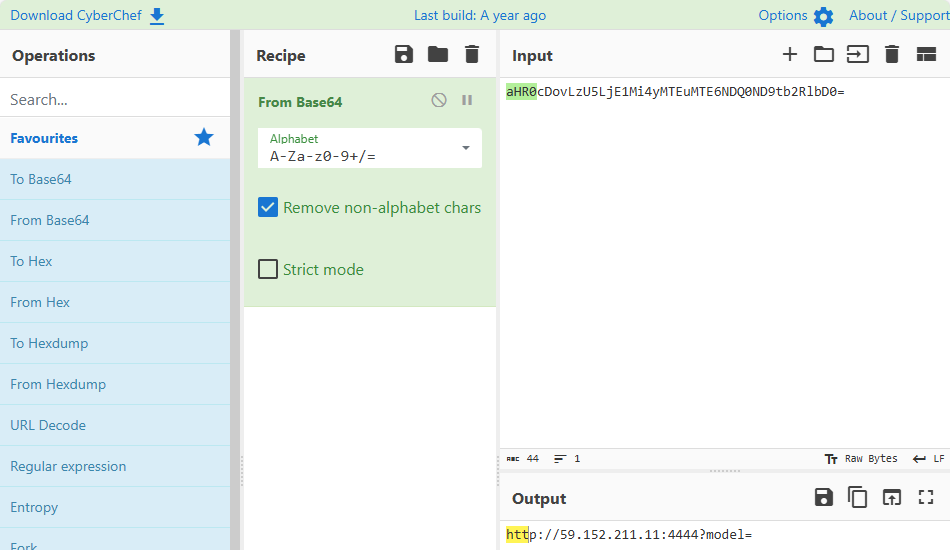 Download CyberChef
Last build: A year ago
Options
About / Support
Operations
Recipe
Input
Search...
Favourites
To Base64
From Base64
To Hex
From Hex
To Hexdump
From Hexdump
URL Decode
Regular expression
Entropy
Fork
From Base64
Alphabet
A-Za-z0-9+/=
Remove non-alphabet chars
Strict mode
aHR0cDovLzU5LjE1Mi4yMTEuMTE6NDQ0ND9tb2RlbD0=
ABC 44
1
Tт Raw Bytes
LF
Output
http://59.152.211.11:4444?model=